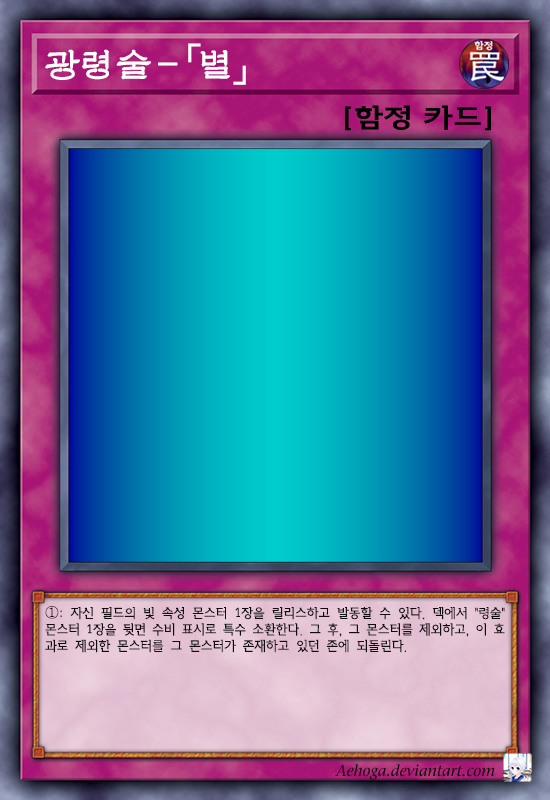 광령술-「별」
함정
罠
[함정 카드]
①: 자신 필드의 빛 속성 몬스터 1장을 릴리스하고 발동할 수 있다. 덱에서 "령술"
몬스터 1장을 뒷면 수비 표시로 특수 소환한다. 그 후, 그 몬스터를 제외하고, 이 효
과로 제외한 몬스터를 그 몬스터가 존재하고 있던 존에 되돌린다.
Aehoga.deviantart.com